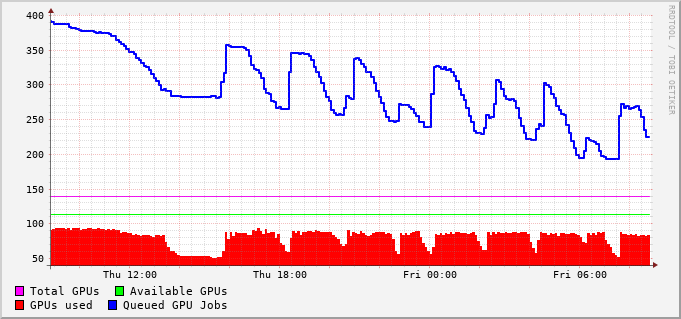 400
350
300
250
200
150
100
50
Thu 12:00 Thu 18:00 Fri 00:00 Fri 06:00
Total GPUs Available GPUs
GPUs used Queued GPU Jobs
RRDTOOL / TOBI OETIKER